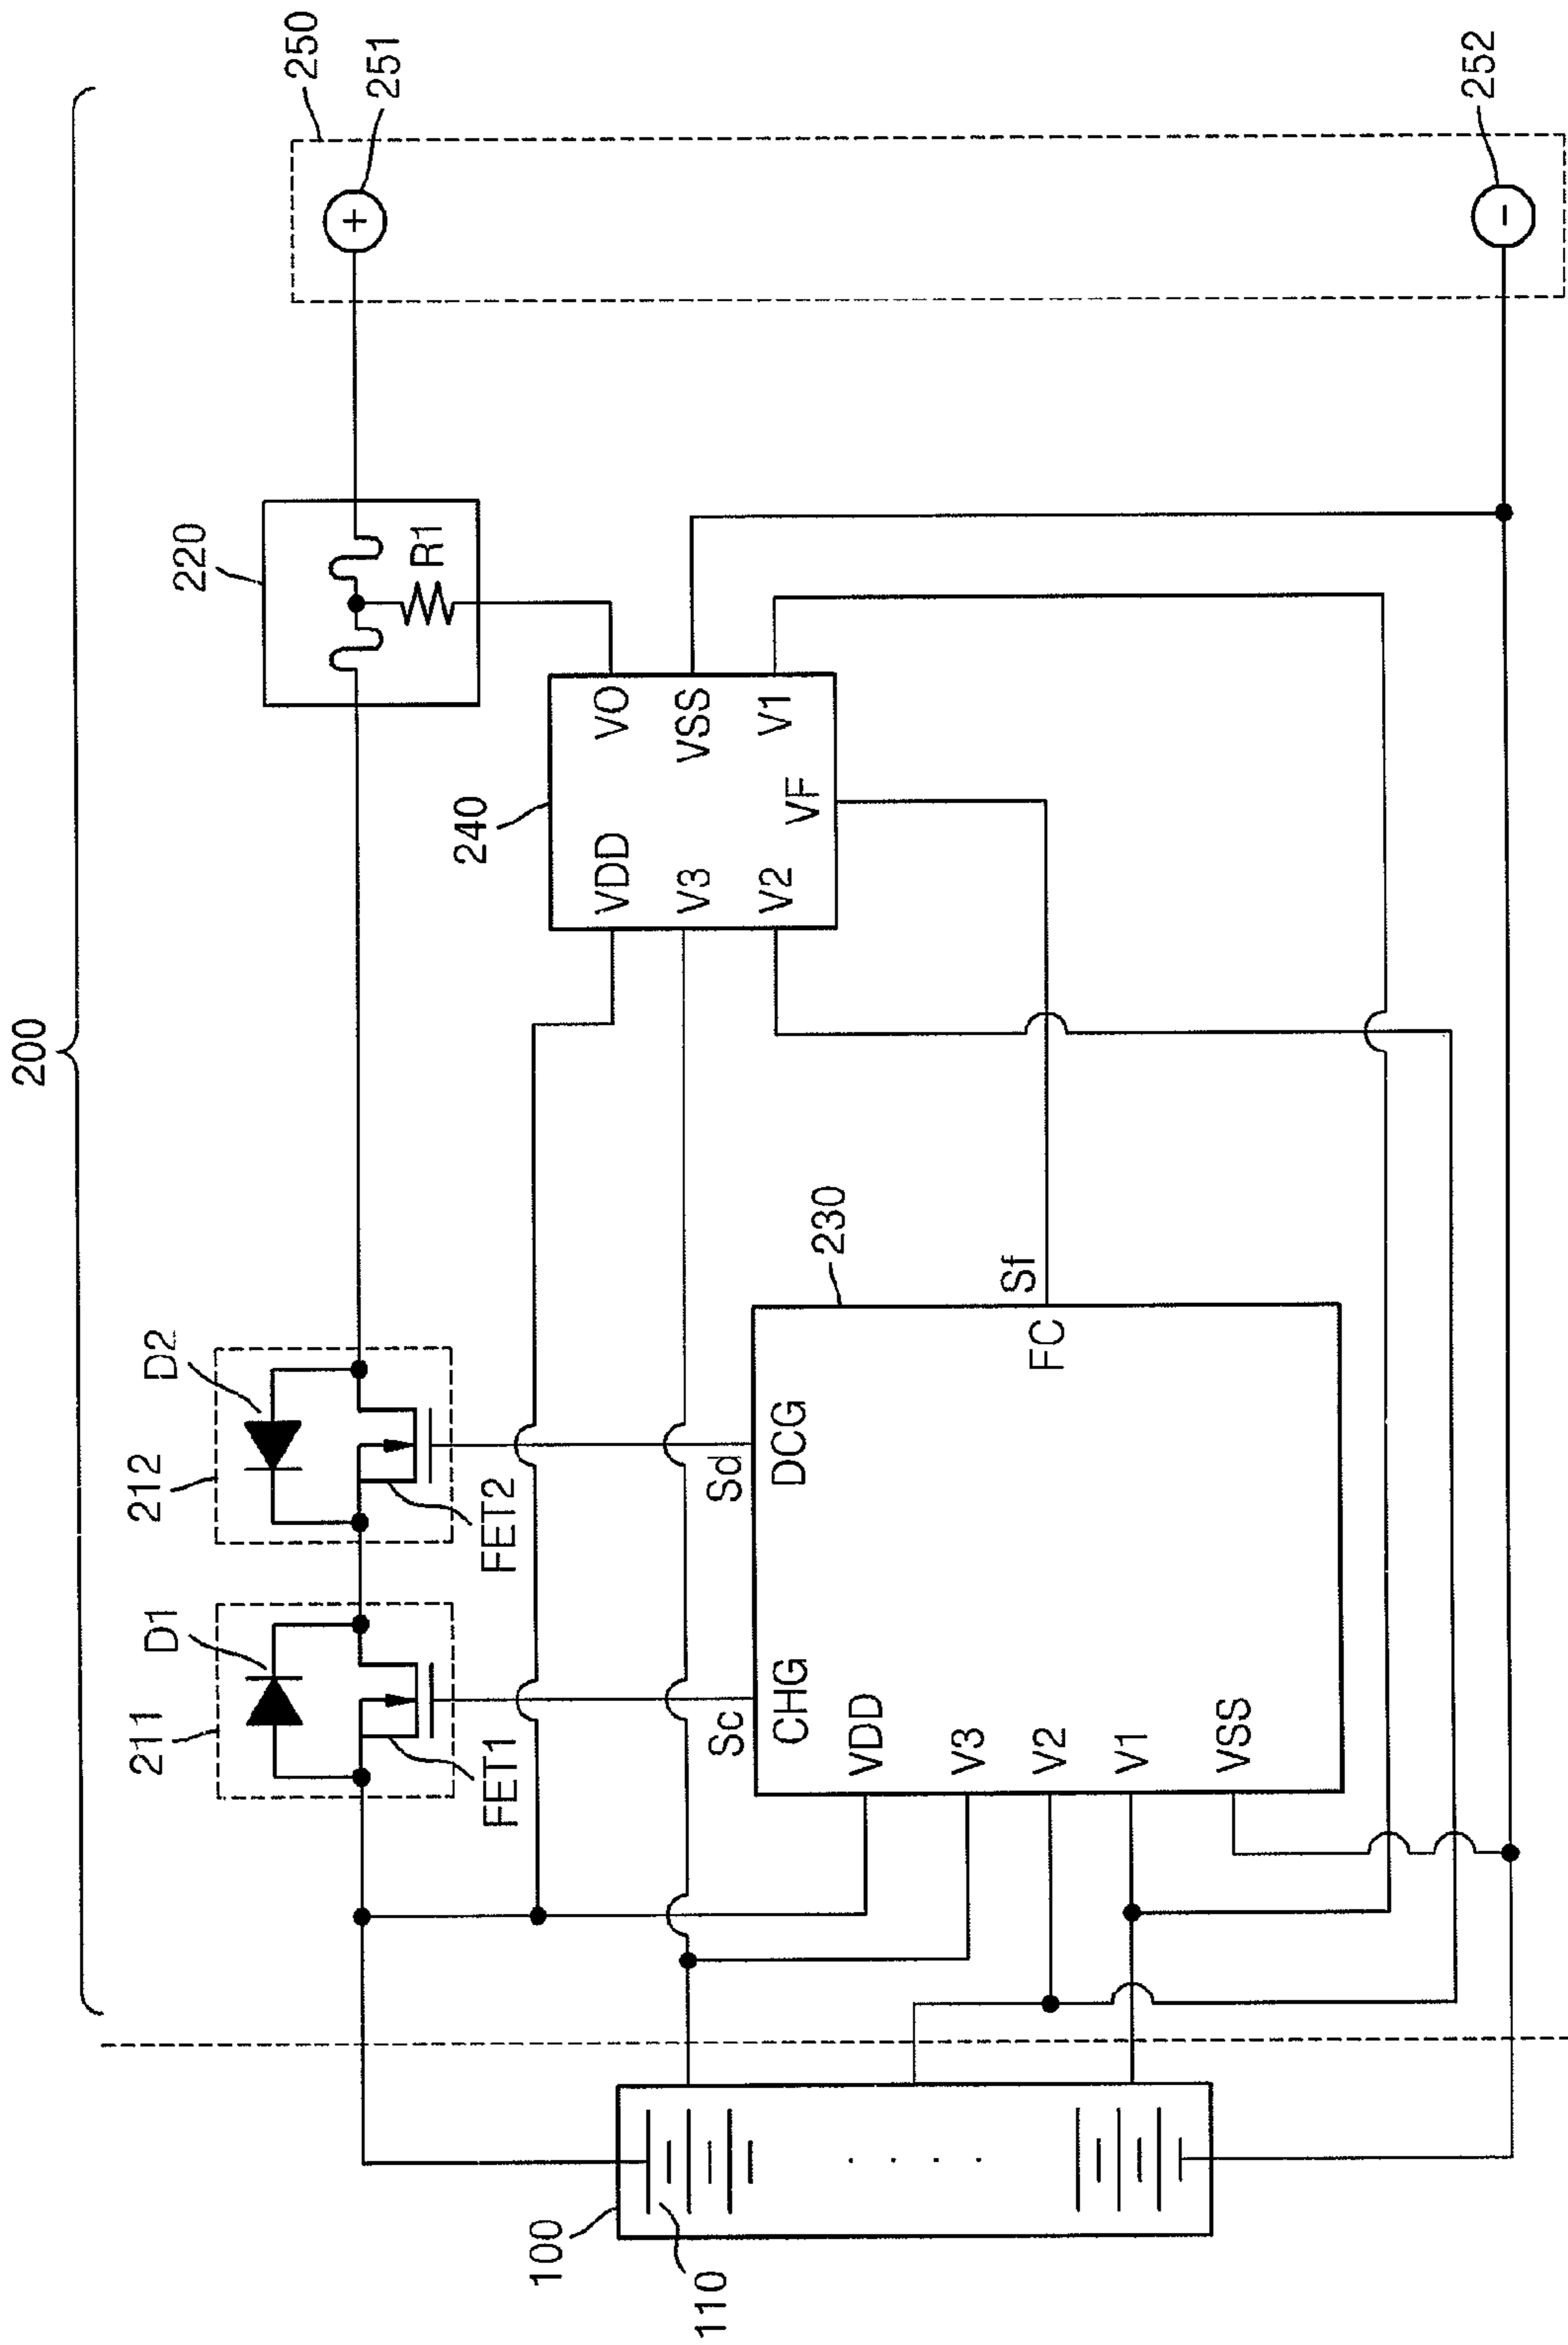 200
250
251
220
R1
D2
212
D1
211
FET2
FET1
240
VDD
VO
V3
VSS
V2
VF
V1
Sc
Sd
230
CHG
DCG
VDD
V3
V2
V1
VSS
FC
Sf
100
110
+
-
252